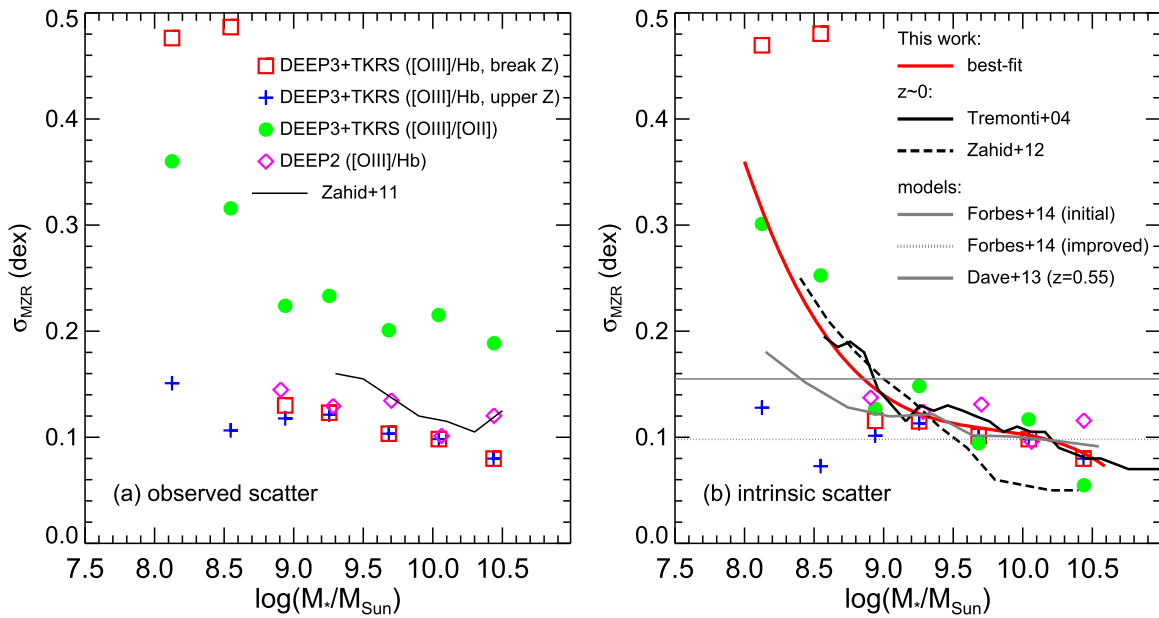 0.5
0.4
0.3
0.2
0.1
0.0
σMZR (dex)
DEEP3+TKRS ([OIII]/Hb, break Z)
DEEP3+TKRS ([OIII]/Hb, upper Z)
DEEP3+TKRS ([OIII]/[OII])
DEEP2 ([OIII]/Hb)
Zahid+11
(a) observed scatter
7.5 8.0 8.5 9.0 9.5 10.0 10.5
log(M*/MSun)
0.5
0.4
0.3
0.2
0.1
0.0
σMZR (dex)
This work:
best-fit
z~0:
Tremonti+04
Zahid+12
models:
Forbes+14 (initial)
Forbes+14 (improved)
Dave+13 (z=0.55)
(b) intrinsic scatter
7.5 8.0 8.5 9.0 9.5 10.0 10.5
log(M*/MSun)